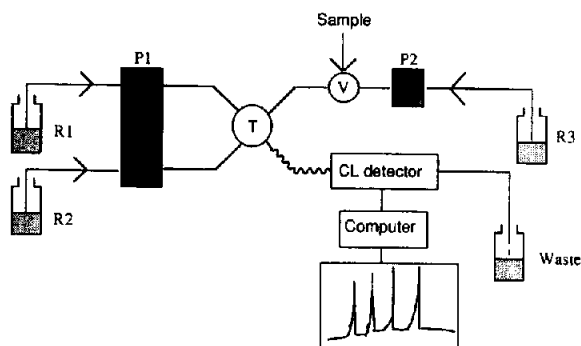 Sample
P1
P2
V
R1
T
R3
CL detector
R2
Computer
Waste